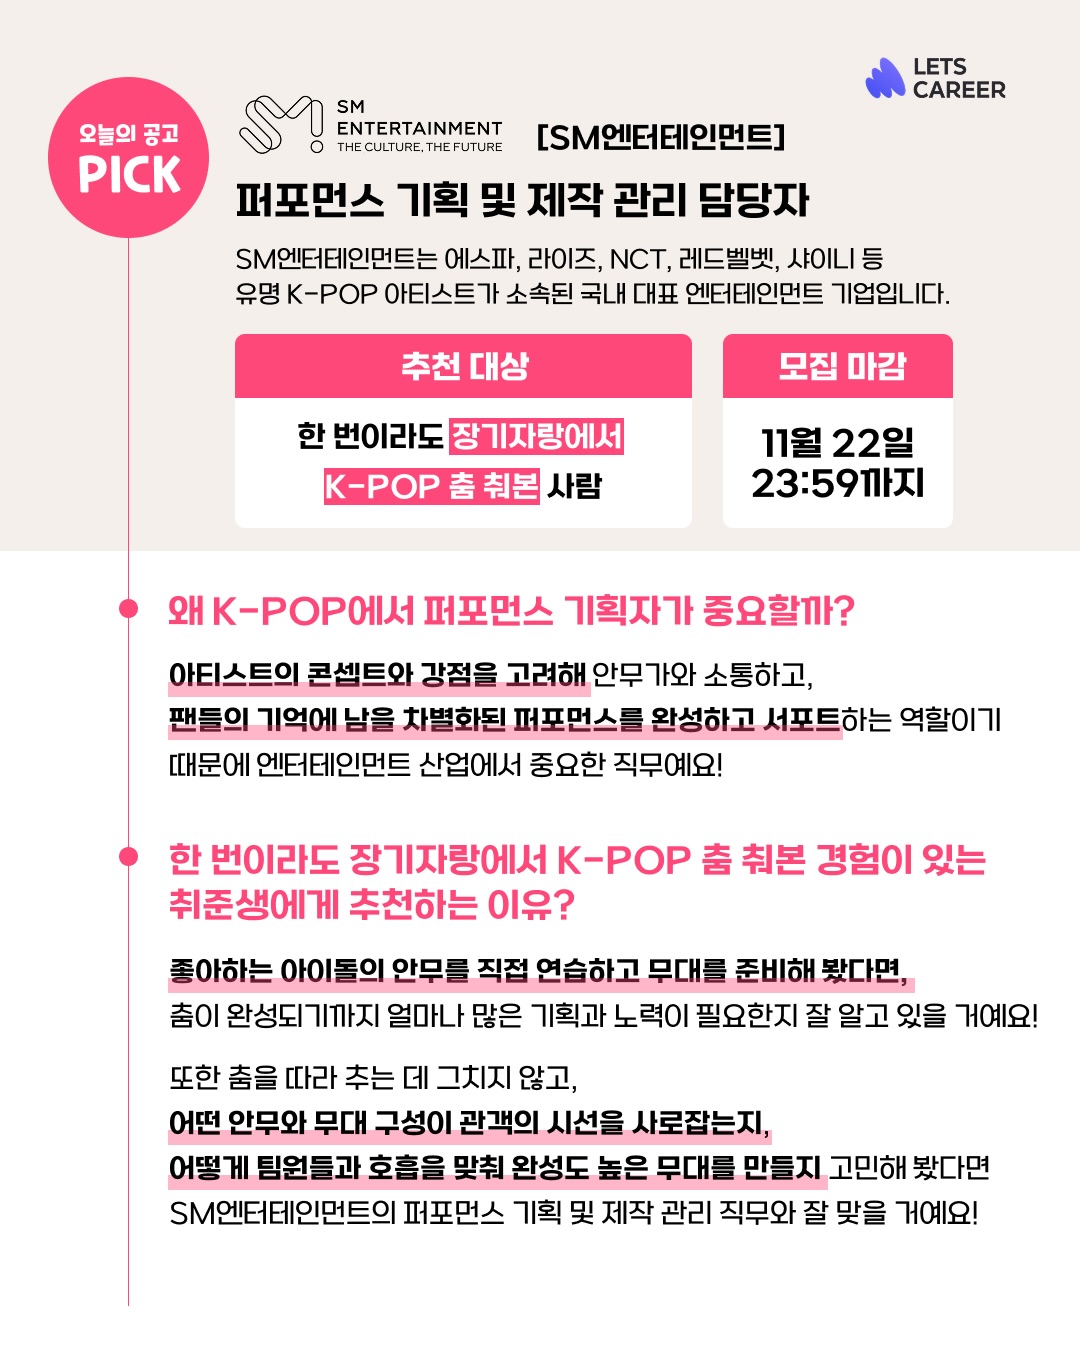 LETS
CAREER
오늘의 공고
PICK
SM
ENTERTAINMENT
THE CULTURE, THE FUTURE
[SM엔터테인먼트]
퍼포먼스 기획 및 제작 관리 담당자
SM엔터테인먼트는 에스파, 라이즈, NCT, 레드벨벳, 샤이니 등
유명 K-POP 아티스트가 소속된 국내 대표 엔터테인먼트 기업입니다.
추천 대상
한 번이라도 장기자랑에서
K-POP 춤 춰본 사람
모집 마감
11월 22일
23:59까지
왜 K-POP에서 퍼포먼스 기획자가 중요할까?
아티스트의 콘셉트와 강점을 고려해 안무가와 소통하고,
팬들의 기억에 남을 차별화된 퍼포먼스를 완성하고 서포트하는 역할이기
때문에 엔터테인먼트 산업에서 중요한 직무예요!
한 번이라도 장기자랑에서 K-POP 춤 춰본 경험이 있는
취준생에게 추천하는 이유?
좋아하는 아이돌의 안무를 직접 연습하고 무대를 준비해 봤다면,
춤이 완성되기까지 얼마나 많은 기획과 노력이 필요한지 잘 알고 있을 거예요!
또한 춤을 따라 추는 데 그치지 않고,
어떤 안무와 무대 구성이 관객의 시선을 사로잡는지,
어떻게 팀원들과 호흡을 맞춰 완성도 높은 무대를 만들지 고민해 봤다면
SM엔터테인먼트의 퍼포먼스 기획 및 제작 관리 직무와 잘 맞을 거예요!